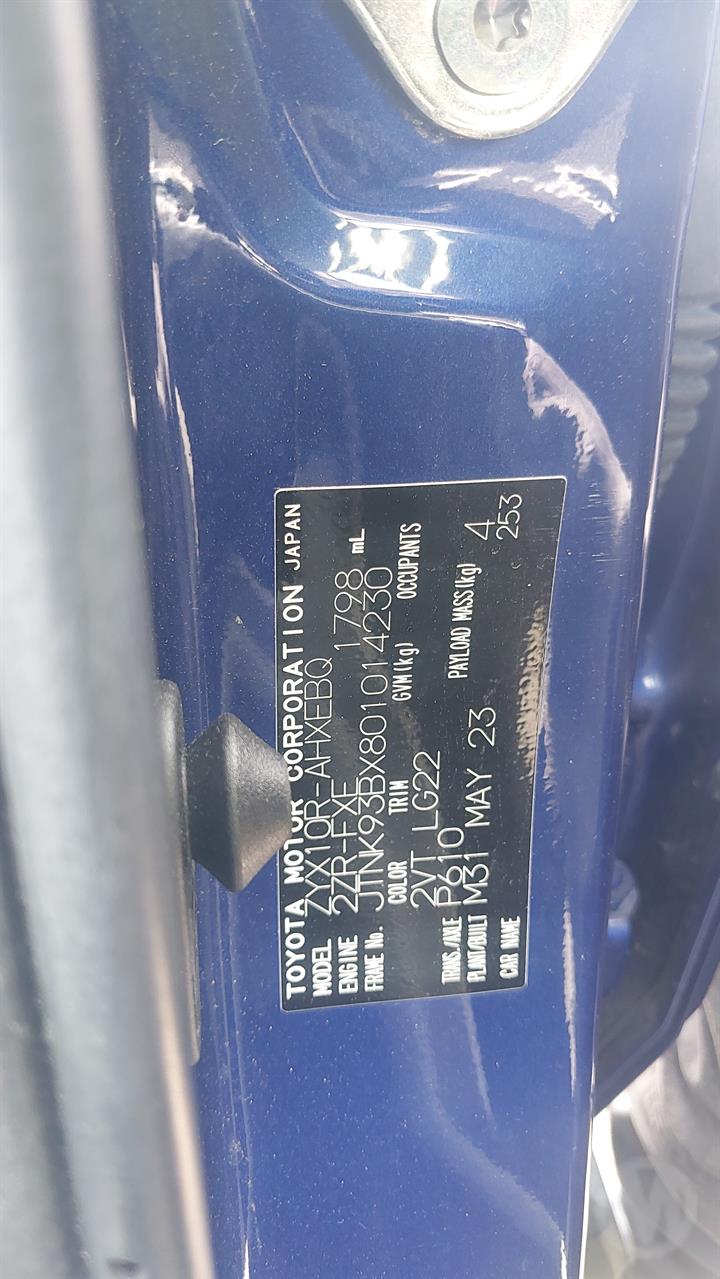 TOYOTA MOTOR CORPORATION JAPAN
MODEL ZYX10R-AHXEBQ
ENGINE 2ZR-FXE 1798 mL
FRAME No. JTNK93BX801014230
COLOR TRIM GVM(kg) OCCUPANTS
2VT LG22 4
TRANS./AXLE P610 PAYLOAD MASS(kg) 253
PLANT/BUILT M31 MAY 23
CAR NAME